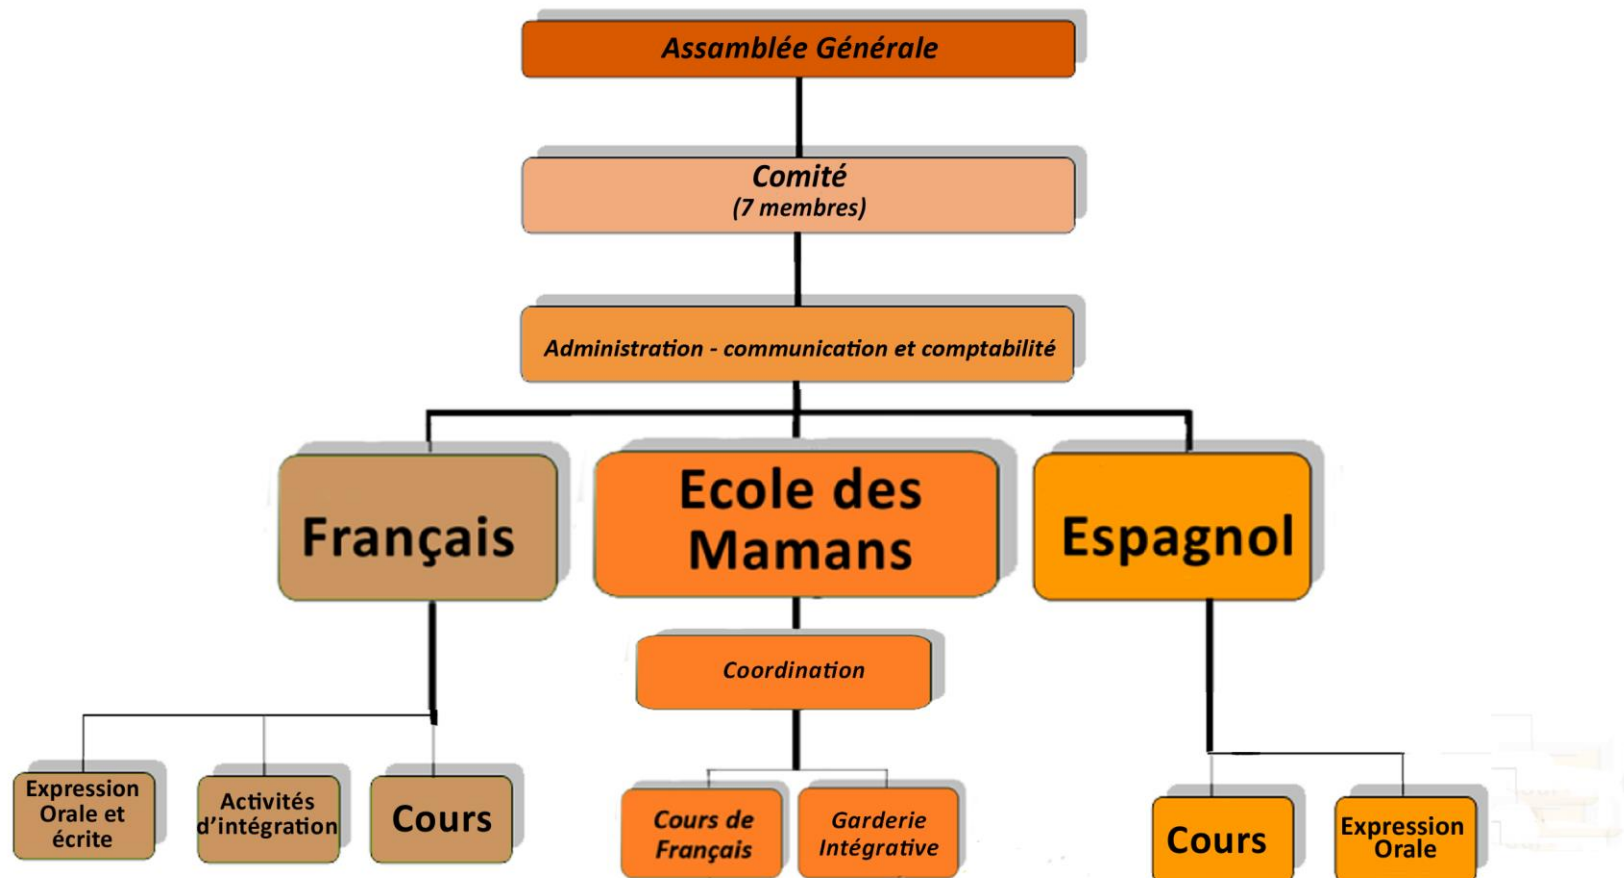 Assamblée Générale
Comité
(7 membres)
Administration - communication et comptabilité
Français
Ecole des
Mamans
Espagnol
Coordination
Expression
Orale et
écrite
Activités
d’intégration
Cours
Cours de
Français
Garderie
Intégrative
Cours
Expression
Orale